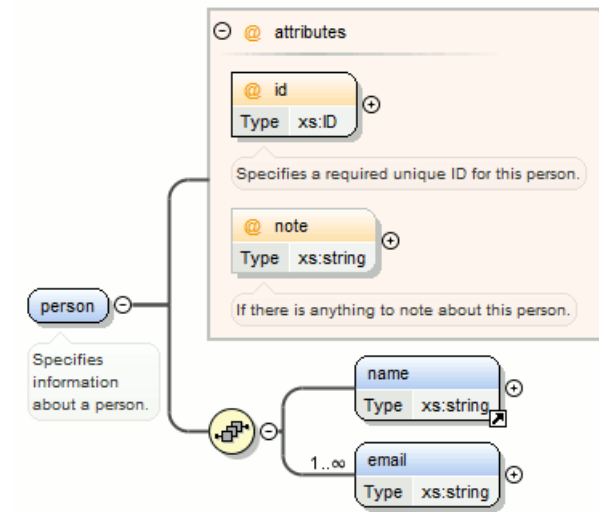 @ attributes
@ id
Type xs:ID
Specifies a required unique ID for this person.
@ note
Type xs:string
If there is anything to note about this person.
person
Specifies
information
about a person.
name
Type xs:string
1..∞
email
Type xs:string